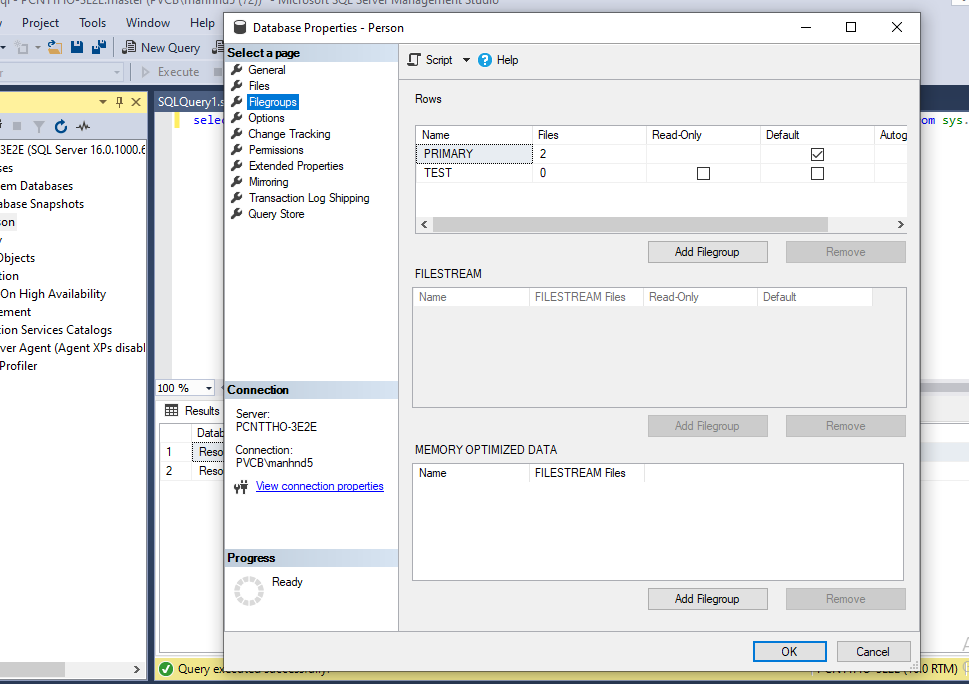 PCNTTHO-3E2E.master (PVCB\manhnd5 (72))* - Microsoft SQL Server Management Studio
Project Tools Window Help
New Query
Execute
Database Properties - Person
Select a page
General
Files
Filegroups
Options
Change Tracking
Permissions
Extended Properties
Mirroring
Transaction Log Shipping
Query Store
Script Help
Rows
Name Files Read-Only Default Autog
PRIMARY 2
TEST 0
Add Filegroup Remove
FILESTREAM
Name FILESTREAM Files Read-Only Default
Add Filegroup Remove
MEMORY OPTIMIZED DATA
Name FILESTREAM Files
Add Filegroup Remove
OK Cancel
Connection
Server:
PCNTTHO-3E2E
Connection:
PVCB\manhnd5
View connection properties
Progress
Ready
3E2E (SQL Server 16.0.1000.6
ses
em Databases
abase Snapshots
son
y
Objects
tion
On High Availability
ement
tion Services Catalogs
ver Agent (Agent XPs disabl
Profiler
SQLQuery1.s
selec
om sys.
100 %
Results
Datab
1 Reso
2 Reso
Query executed successfully.
(16.0 RTM)